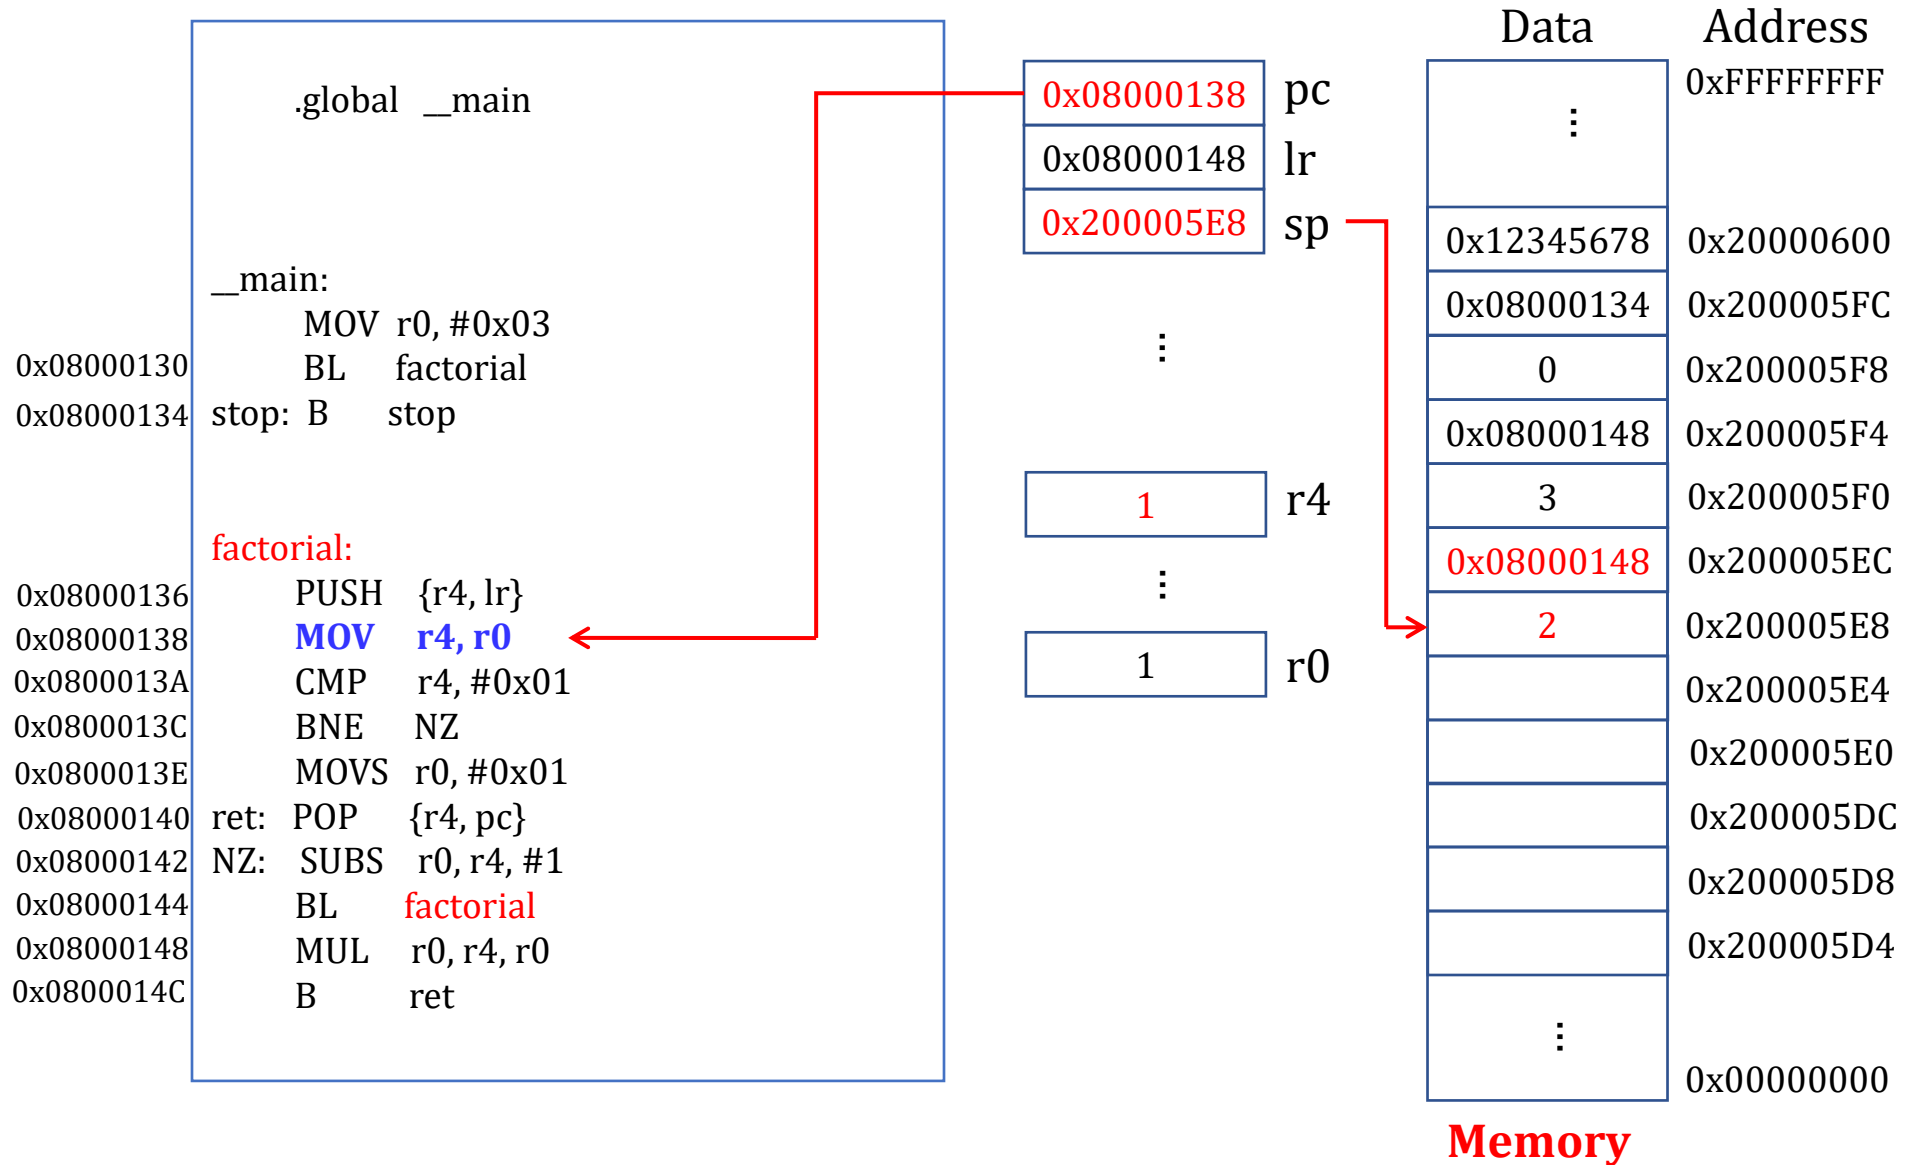 .global __main
__main:
MOV r0, #0x03
0x08000130 BL factorial
0x08000134 stop: B stop
factorial:
0x08000136 PUSH {r4, lr}
0x08000138 MOV r4, r0
0x0800013A CMP r4, #0x01
0x0800013C BNE NZ
0x0800013E MOVS r0, #0x01
0x08000140 ret: POP {r4, pc}
0x08000142 NZ: SUBS r0, r4, #1
0x08000144 BL factorial
0x08000148 MUL r0, r4, r0
0x0800014C B ret
0x08000138 pc
0x08000148 lr
0x200005E8 sp
⋮
1 r4
⋮
1 r0
Data Address
0xFFFFFFFF
⋮
0x12345678 0x20000600
0x08000134 0x200005FC
0 0x200005F8
0x08000148 0x200005F4
3 0x200005F0
0x08000148 0x200005EC
2 0x200005E8
0x200005E4
0x200005E0
0x200005DC
0x200005D8
0x200005D4
⋮
0x00000000
Memory